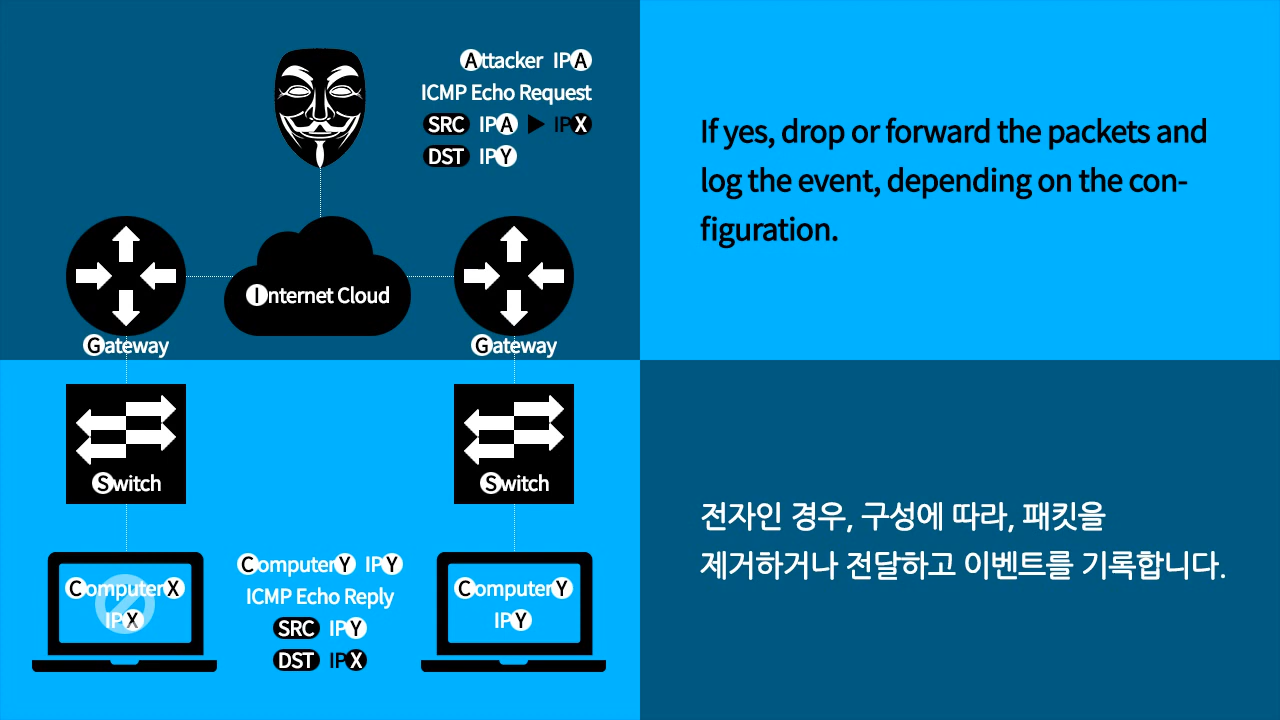 Attacker IPA
ICMP Echo Request
SRC IPA ▶ IPX
DST IPY
Internet Cloud
Gateway
Gateway
Switch
Switch
ComputerX
IPX
ComputerY IPY
ICMP Echo Reply
SRC IPY
DST IPX
ComputerY
IPY
If yes, drop or forward the packets and
log the event, depending on the con-
figuration.
전자인 경우, 구성에 따라, 패킷을
제거하거나 전달하고 이벤트를 기록합니다.